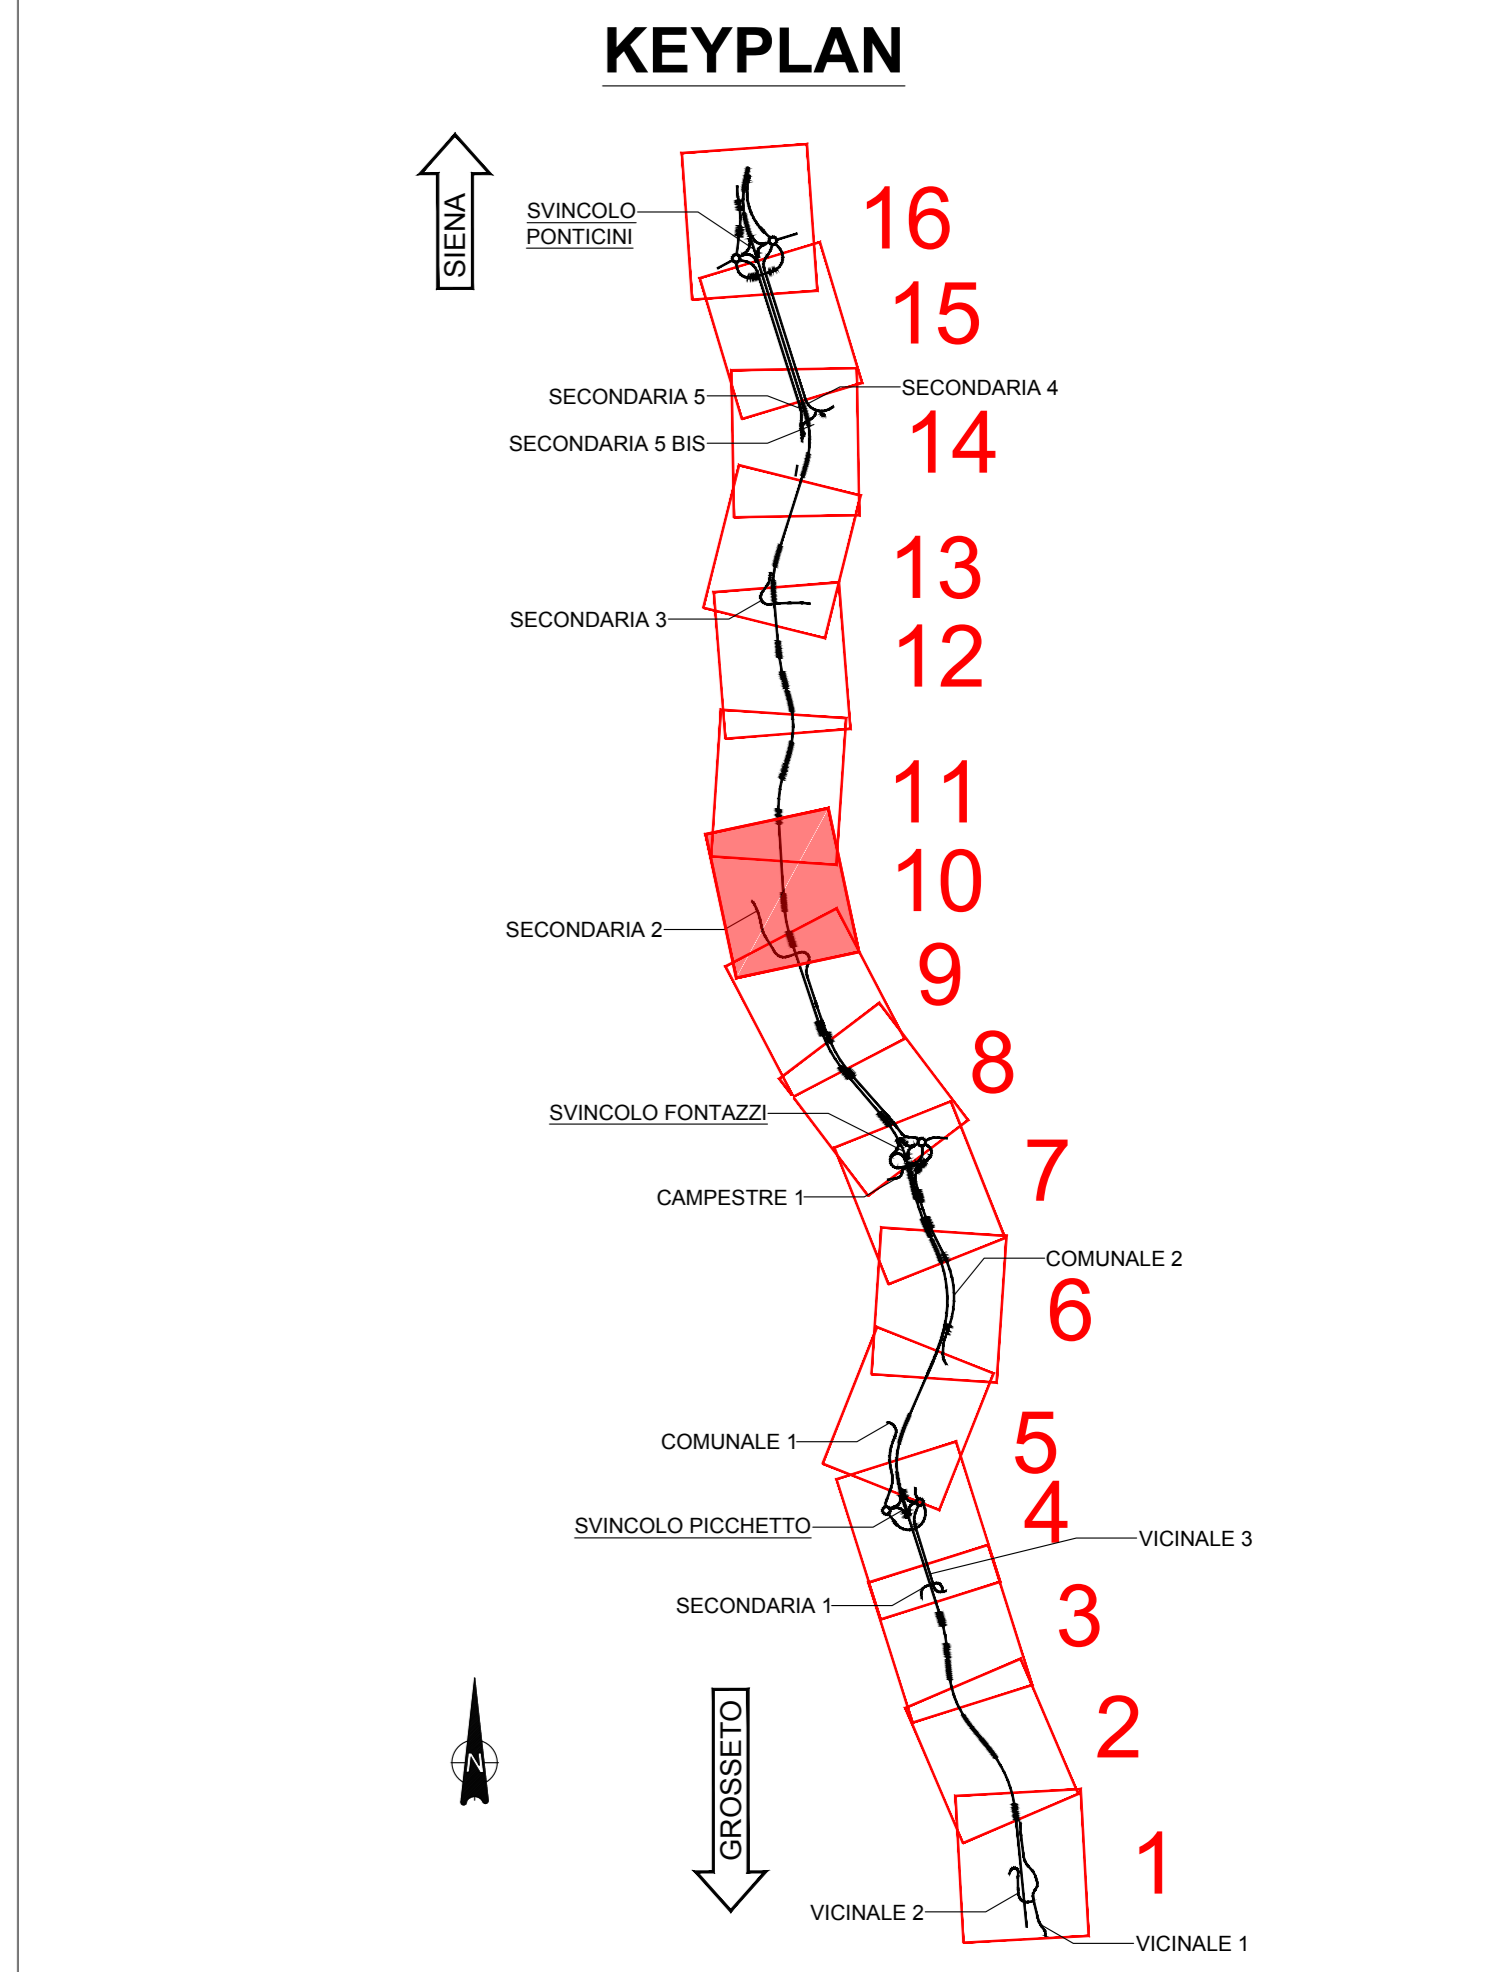 KEYPLAN
SIENA
SVINCOLO
PONTICINI
16
15
SECONDARIA 5
SECONDARIA 4
SECONDARIA 5 BIS
14
13
SECONDARIA 3
12
11
10
SECONDARIA 2
9
8
SVINCOLO FONTAZZI
7
CAMPESTRE 1
COMUNALE 2
6
COMUNALE 1
5
4
SVINCOLO PICCHETTO
VICINALE 3
SECONDARIA 1
3
2
N
GROSSETO
1
VICINALE 2
VICINALE 1